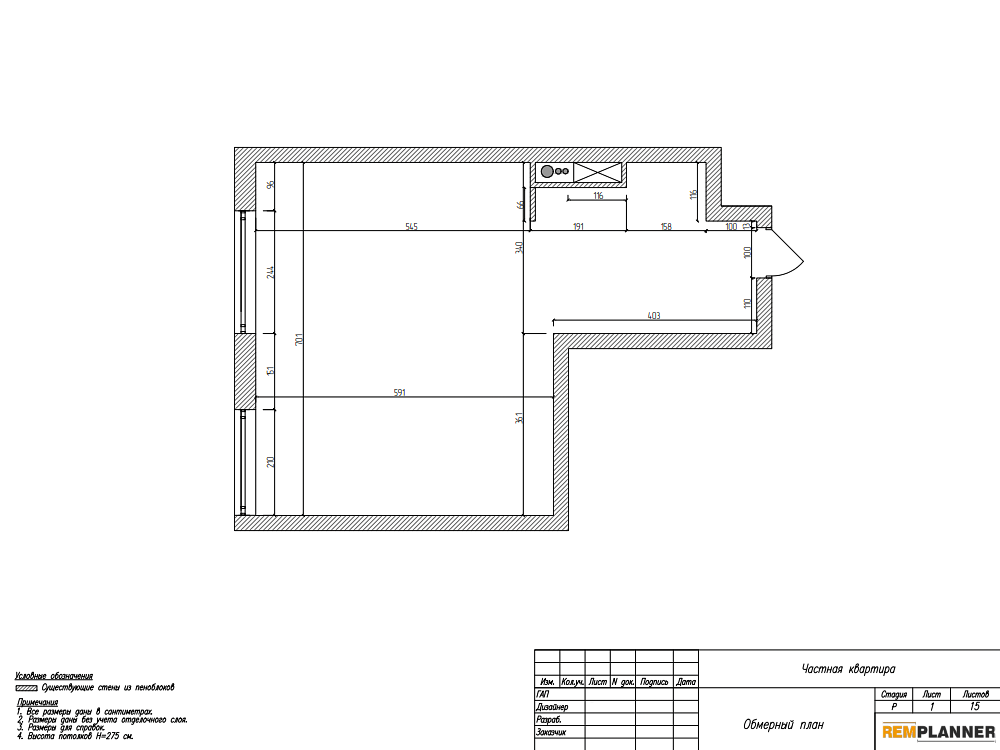 96
66
116
116
545
191
158
100
13
340
244
100
701
110
403
151
591
361
210
Условные обозначения
Существующие стены из пеноблоков
Примечания
1. Все размеры даны в сантиметрах.
2. Размеры даны без учета отделочного слоя.
3. Размеры для справок.
4. Высота потолков Н=275 см.
Частная квартира
Изм. Кол.уч. Лист N док. Подпись Дата
ГАП
Дизайнер
Разраб.
Заказчик
Стадия Лист Листов
Р 1 15
Обмерный план
REMPLANNER